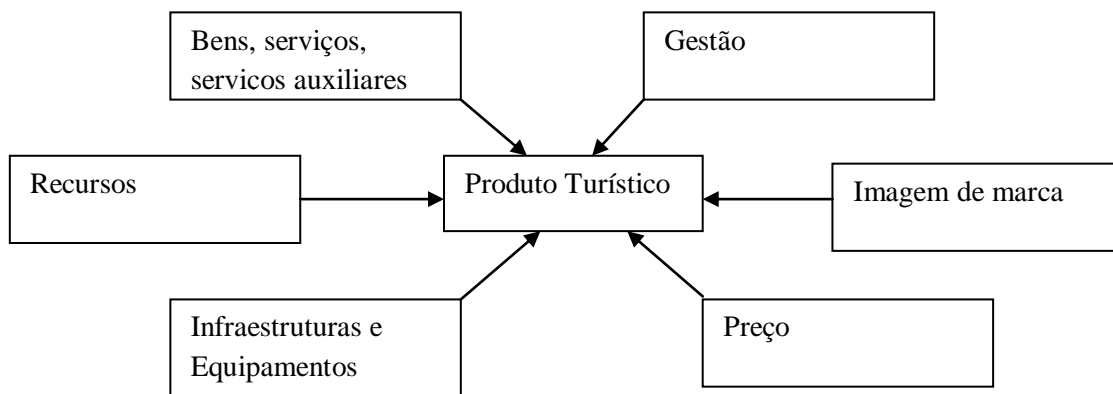 Bens, serviços,
servicos auxiliares
Gestão
Recursos
Produto Turístico
Imagem de marca
Infraestruturas e
Equipamentos
Preço